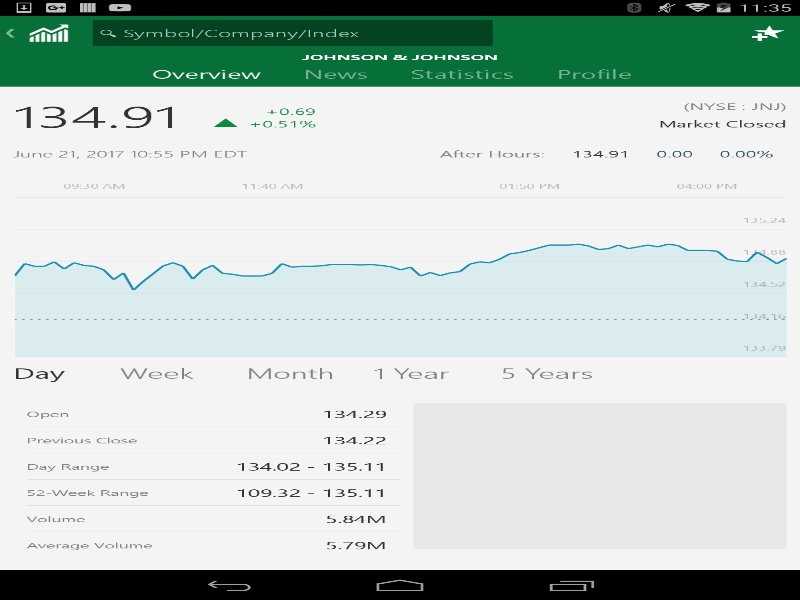 11:35
Symbol/Company/Index
JOHNSON & JOHNSON
Overview News Statistics Profile
134.91 +0.69 (NYSE : JNJ)
+0.51% Market Closed
June 21, 2017 10:55 PM EDT After Hours: 134.91 0.00 0.00%
09:30 AM 11:40 AM 01:50 PM 04:00 PM
135.24
134.88
134.52
134.16
133.79
Day Week Month 1 Year 5 Years
Open 134.29
Previous Close 134.22
Day Range 134.02 - 135.11
52-Week Range 109.32 - 135.11
Volume 5.84M
Average Volume 5.79M